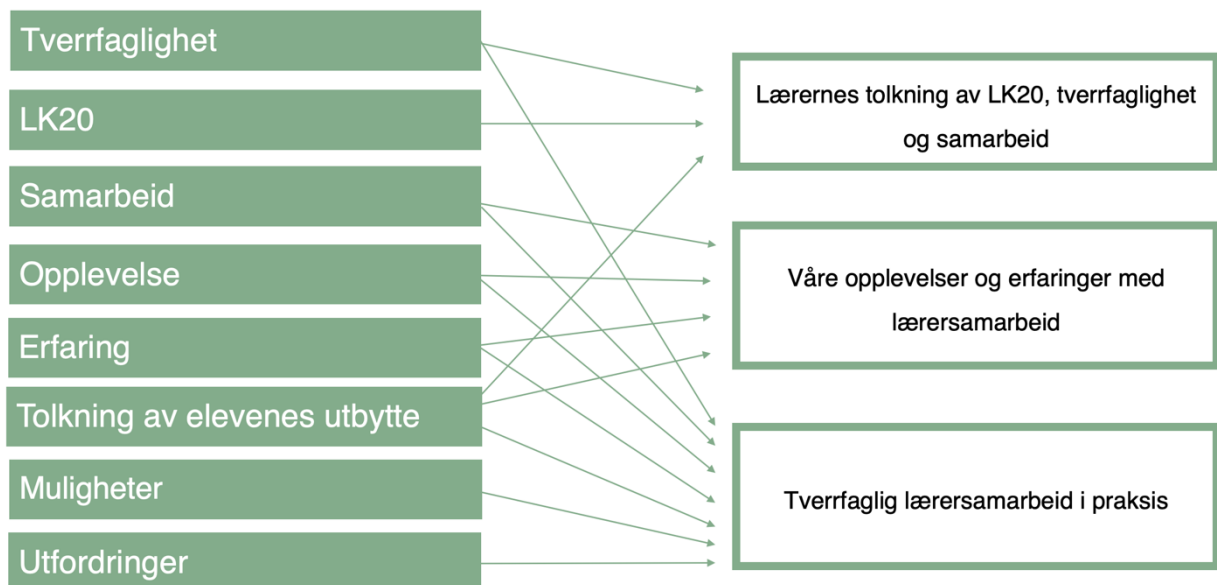 Tverrfaglighet
LK20
Samarbeid
Opplevelse
Erfaring
Tolkning av elevenes utbytte
Muligheter
Utfordringer
Lærernes tolkning av LK20, tverrfaglighet
og samarbeid
Våre opplevelser og erfaringer med
lærersamarbeid
Tverrfaglig lærersamarbeid i praksis